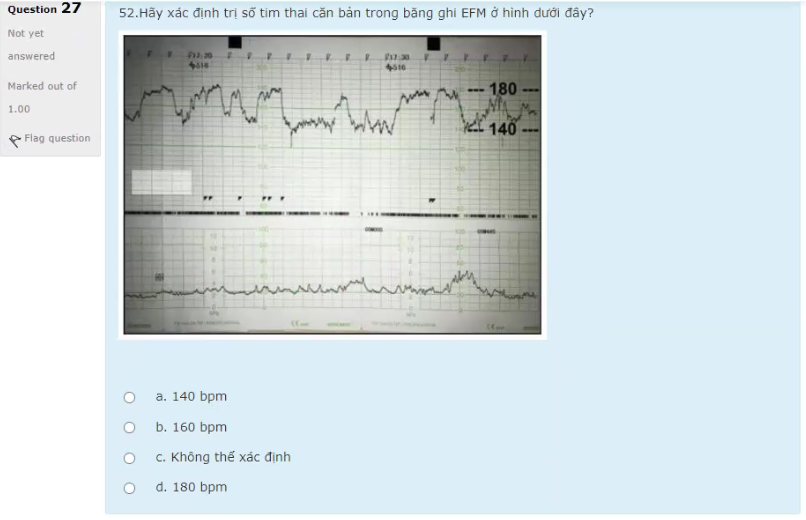 Question 27
Not yet
answered
Marked out of
1.00
Flag question
52.Hãy xác định trị số tim thai căn bản trong băng ghi EFM ở hình dưới đây?
180
140
a. 140 bpm
b. 160 bpm
c. Không thể xác định
d. 180 bpm